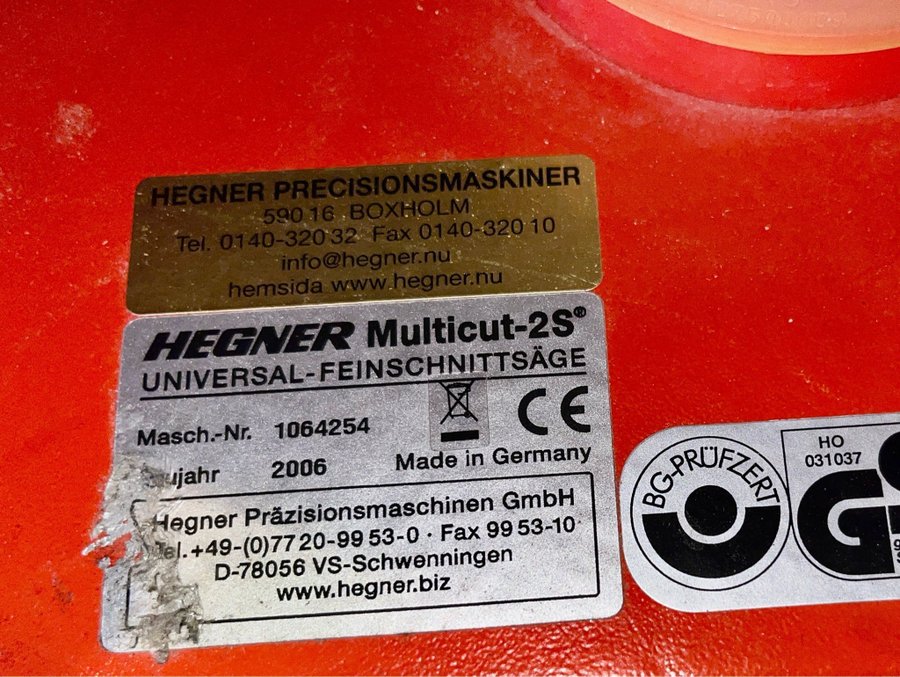 HEGNER PRECISIONSMASKINER
590 16 BOXHOLM
Tel. 0140-320 32 Fax 0140-320 10
info@hegner.nu
hemsida www.hegner.nu
HEGNER Multicut-2S®
UNIVERSAL-FEINSCHNITTSÄGE
CE
Masch.-Nr. 1064254
ujahr 2006
Made in Germany
Hegner Präzisionsmaschinen GmbH
Tel.+49-(0)77 20-99 53-0 · Fax 99 53-10
D-78056 VS-Schwenningen
www.hegner.biz
BG-PRÜFZERT
HO
031037
G